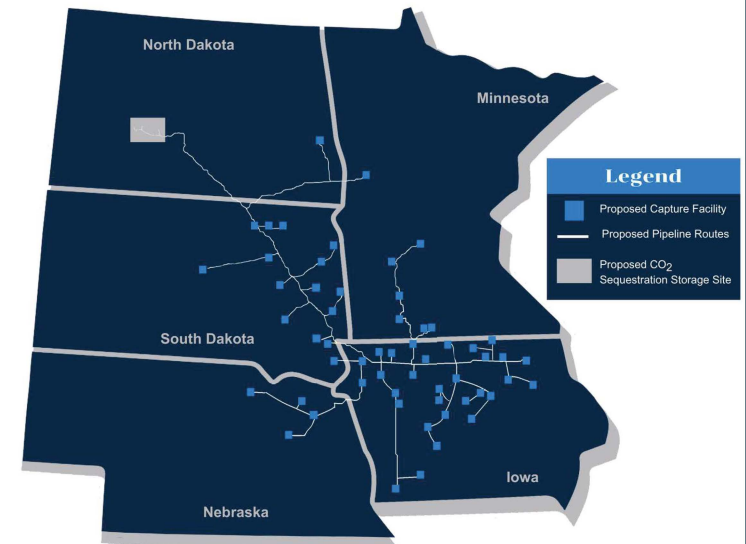 North Dakota
Minnesota
Legend
Proposed Capture Facility
Proposed Pipeline Routes
Proposed CO2
Sequestration Storage Site
South Dakota
Iowa
Nebraska